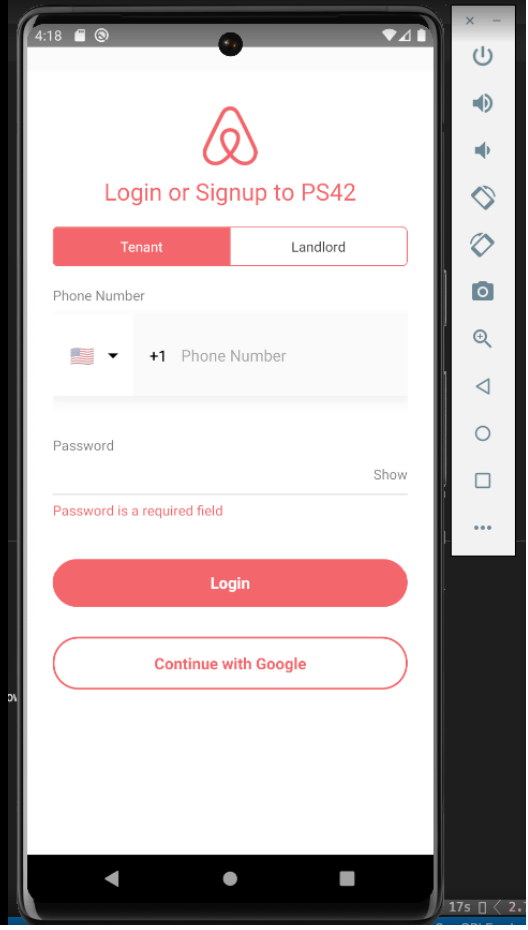 4:18
Login or Signup to PS42
Tenant Landlord
Phone Number
+1 Phone Number
Password
Show
Password is a required field
Login
Continue with Google
17s